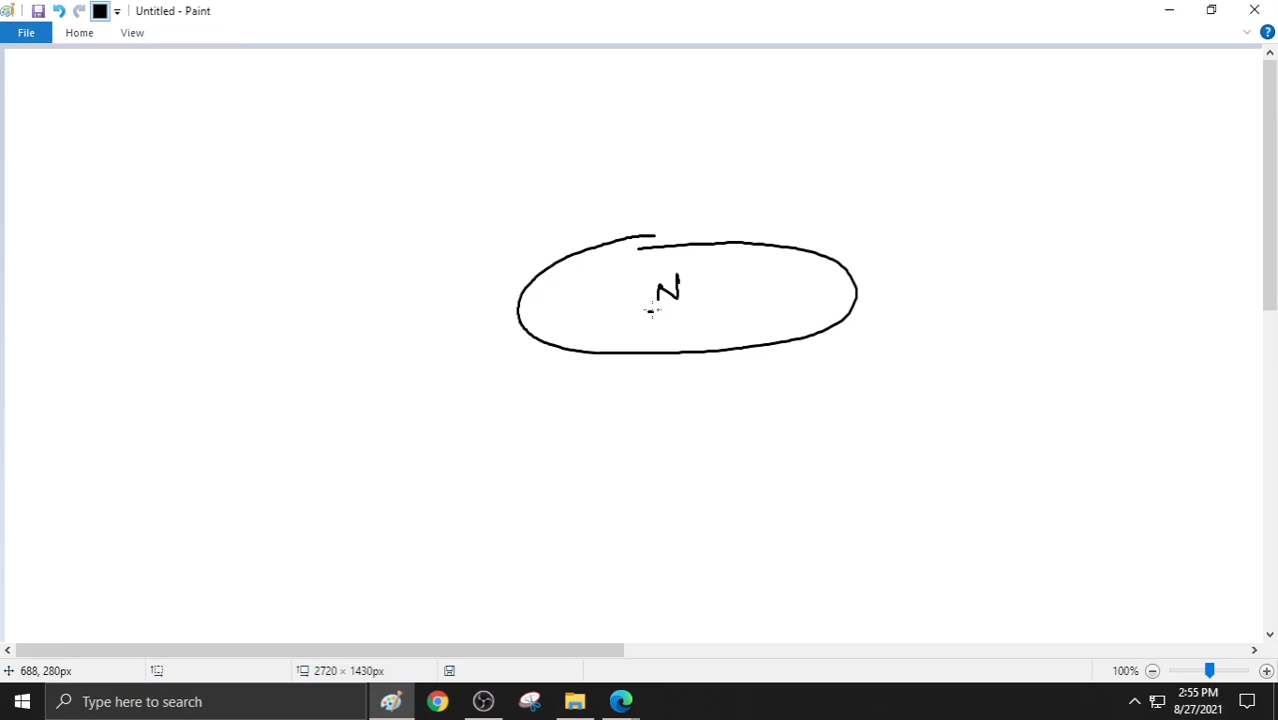 Untitled - Paint
File Home View
N
688, 280px
2720 × 1430px
100%
Type here to search
2:55 PM
8/27/2021